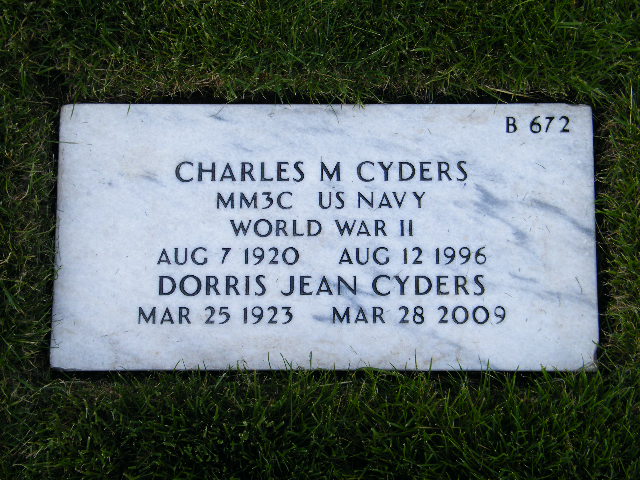 B 672
CHARLES M CYDERS
MM3C US NAVY
WORLD WAR II
AUG 7 1920 AUG 12 1996
DORRIS JEAN CYDERS
MAR 25 1923 MAR 28 2009